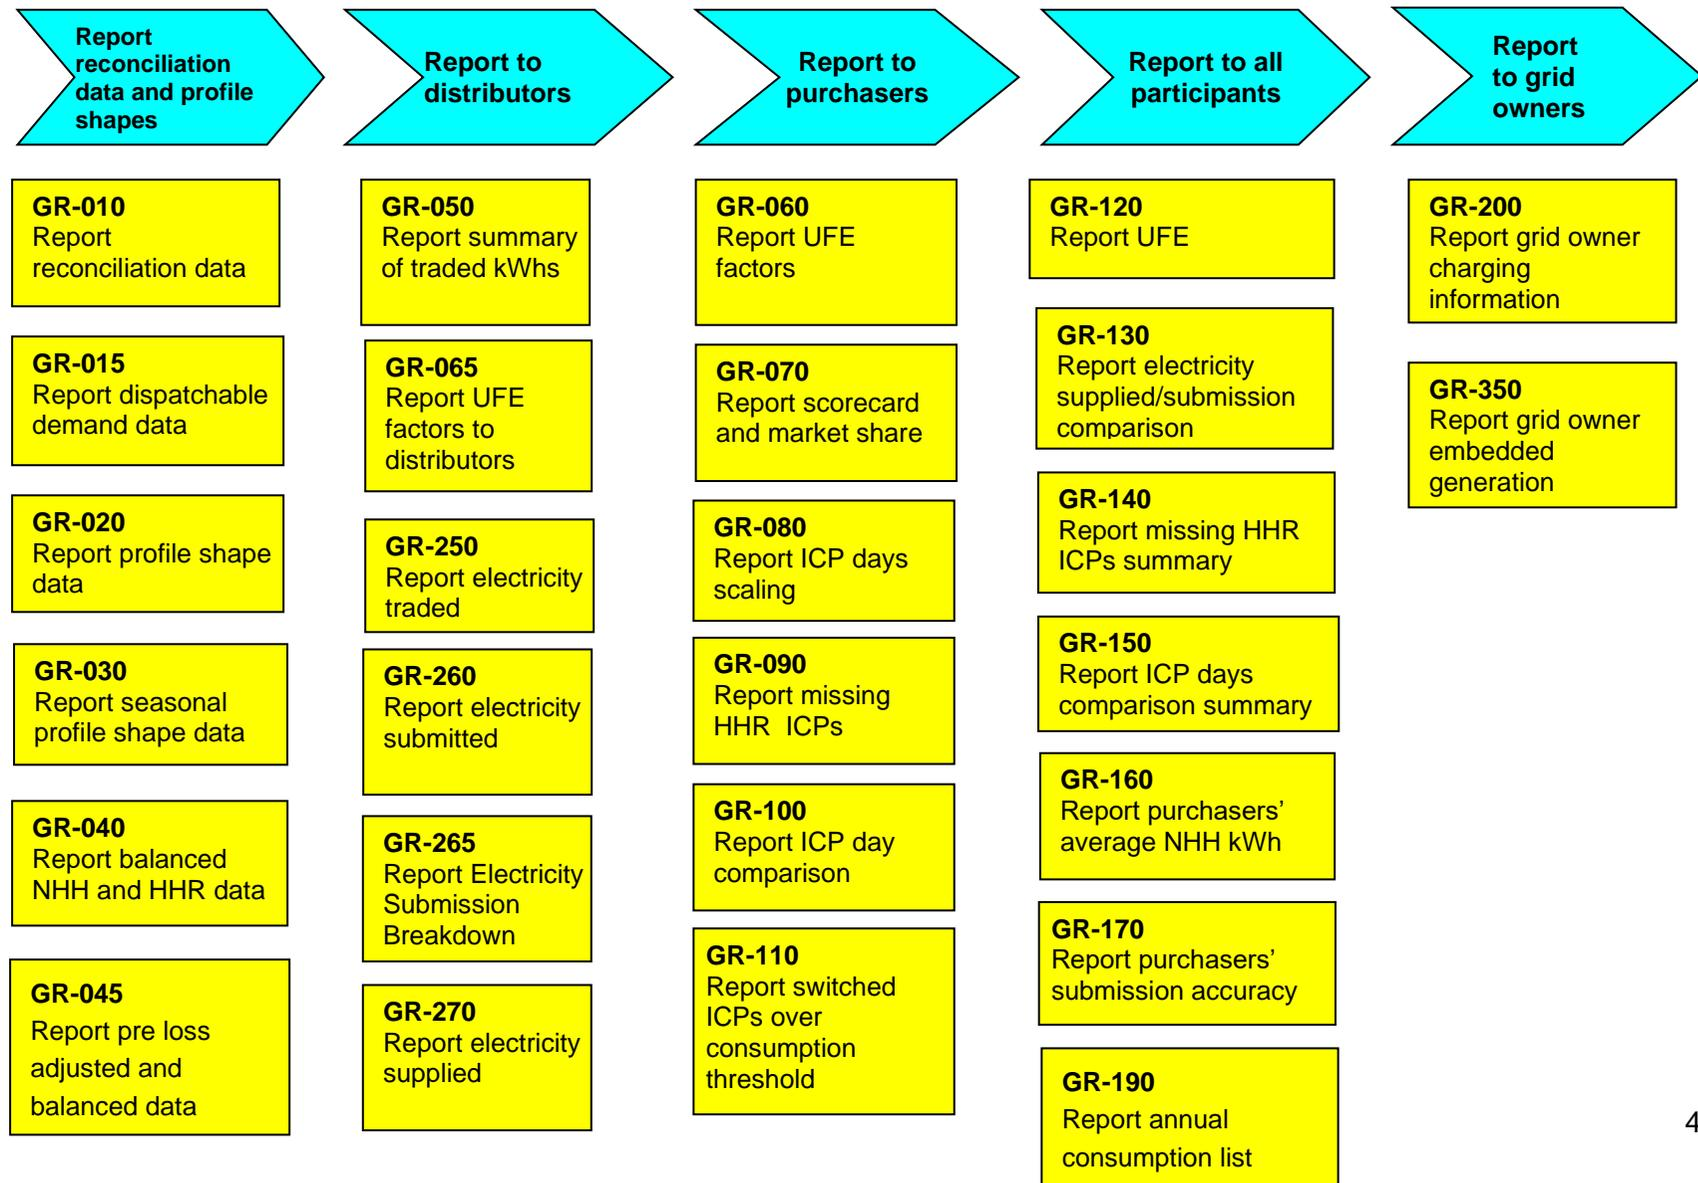 Report
reconciliation
data and profile
shapes
Report to
distributors
Report to
purchasers
Report to all
participants
Report
to grid
owners
GR-010
Report
reconciliation data
GR-015
Report dispatchable
demand data
GR-020
Report profile shape
data
GR-030
Report seasonal
profile shape data
GR-040
Report balanced
NHH and HHR data
GR-045
Report pre loss
adjusted and
balanced data
GR-050
Report summary
of traded kWhs
GR-065
Report UFE
factors to
distributors
GR-250
Report electricity
traded
GR-260
Report electricity
submitted
GR-265
Report Electricity
Submission
Breakdown
GR-270
Report electricity
supplied
GR-060
Report UFE
factors
GR-070
Report scorecard
and market share
GR-080
Report ICP days
scaling
GR-090
Report missing
HHR  ICPs
GR-100
Report ICP day
comparison
GR-110
Report switched
ICPs over
consumption
threshold
GR-120
Report UFE
GR-130
Report electricity
supplied/submission
comparison
GR-140
Report missing HHR
ICPs summary
GR-150
Report ICP days
comparison summary
GR-160
Report purchasers’
average NHH kWh
GR-170
Report purchasers’
submission accuracy
GR-190
Report annual
consumption list
GR-200
Report grid owner
charging
information
GR-350
Report grid owner
embedded
generation
4